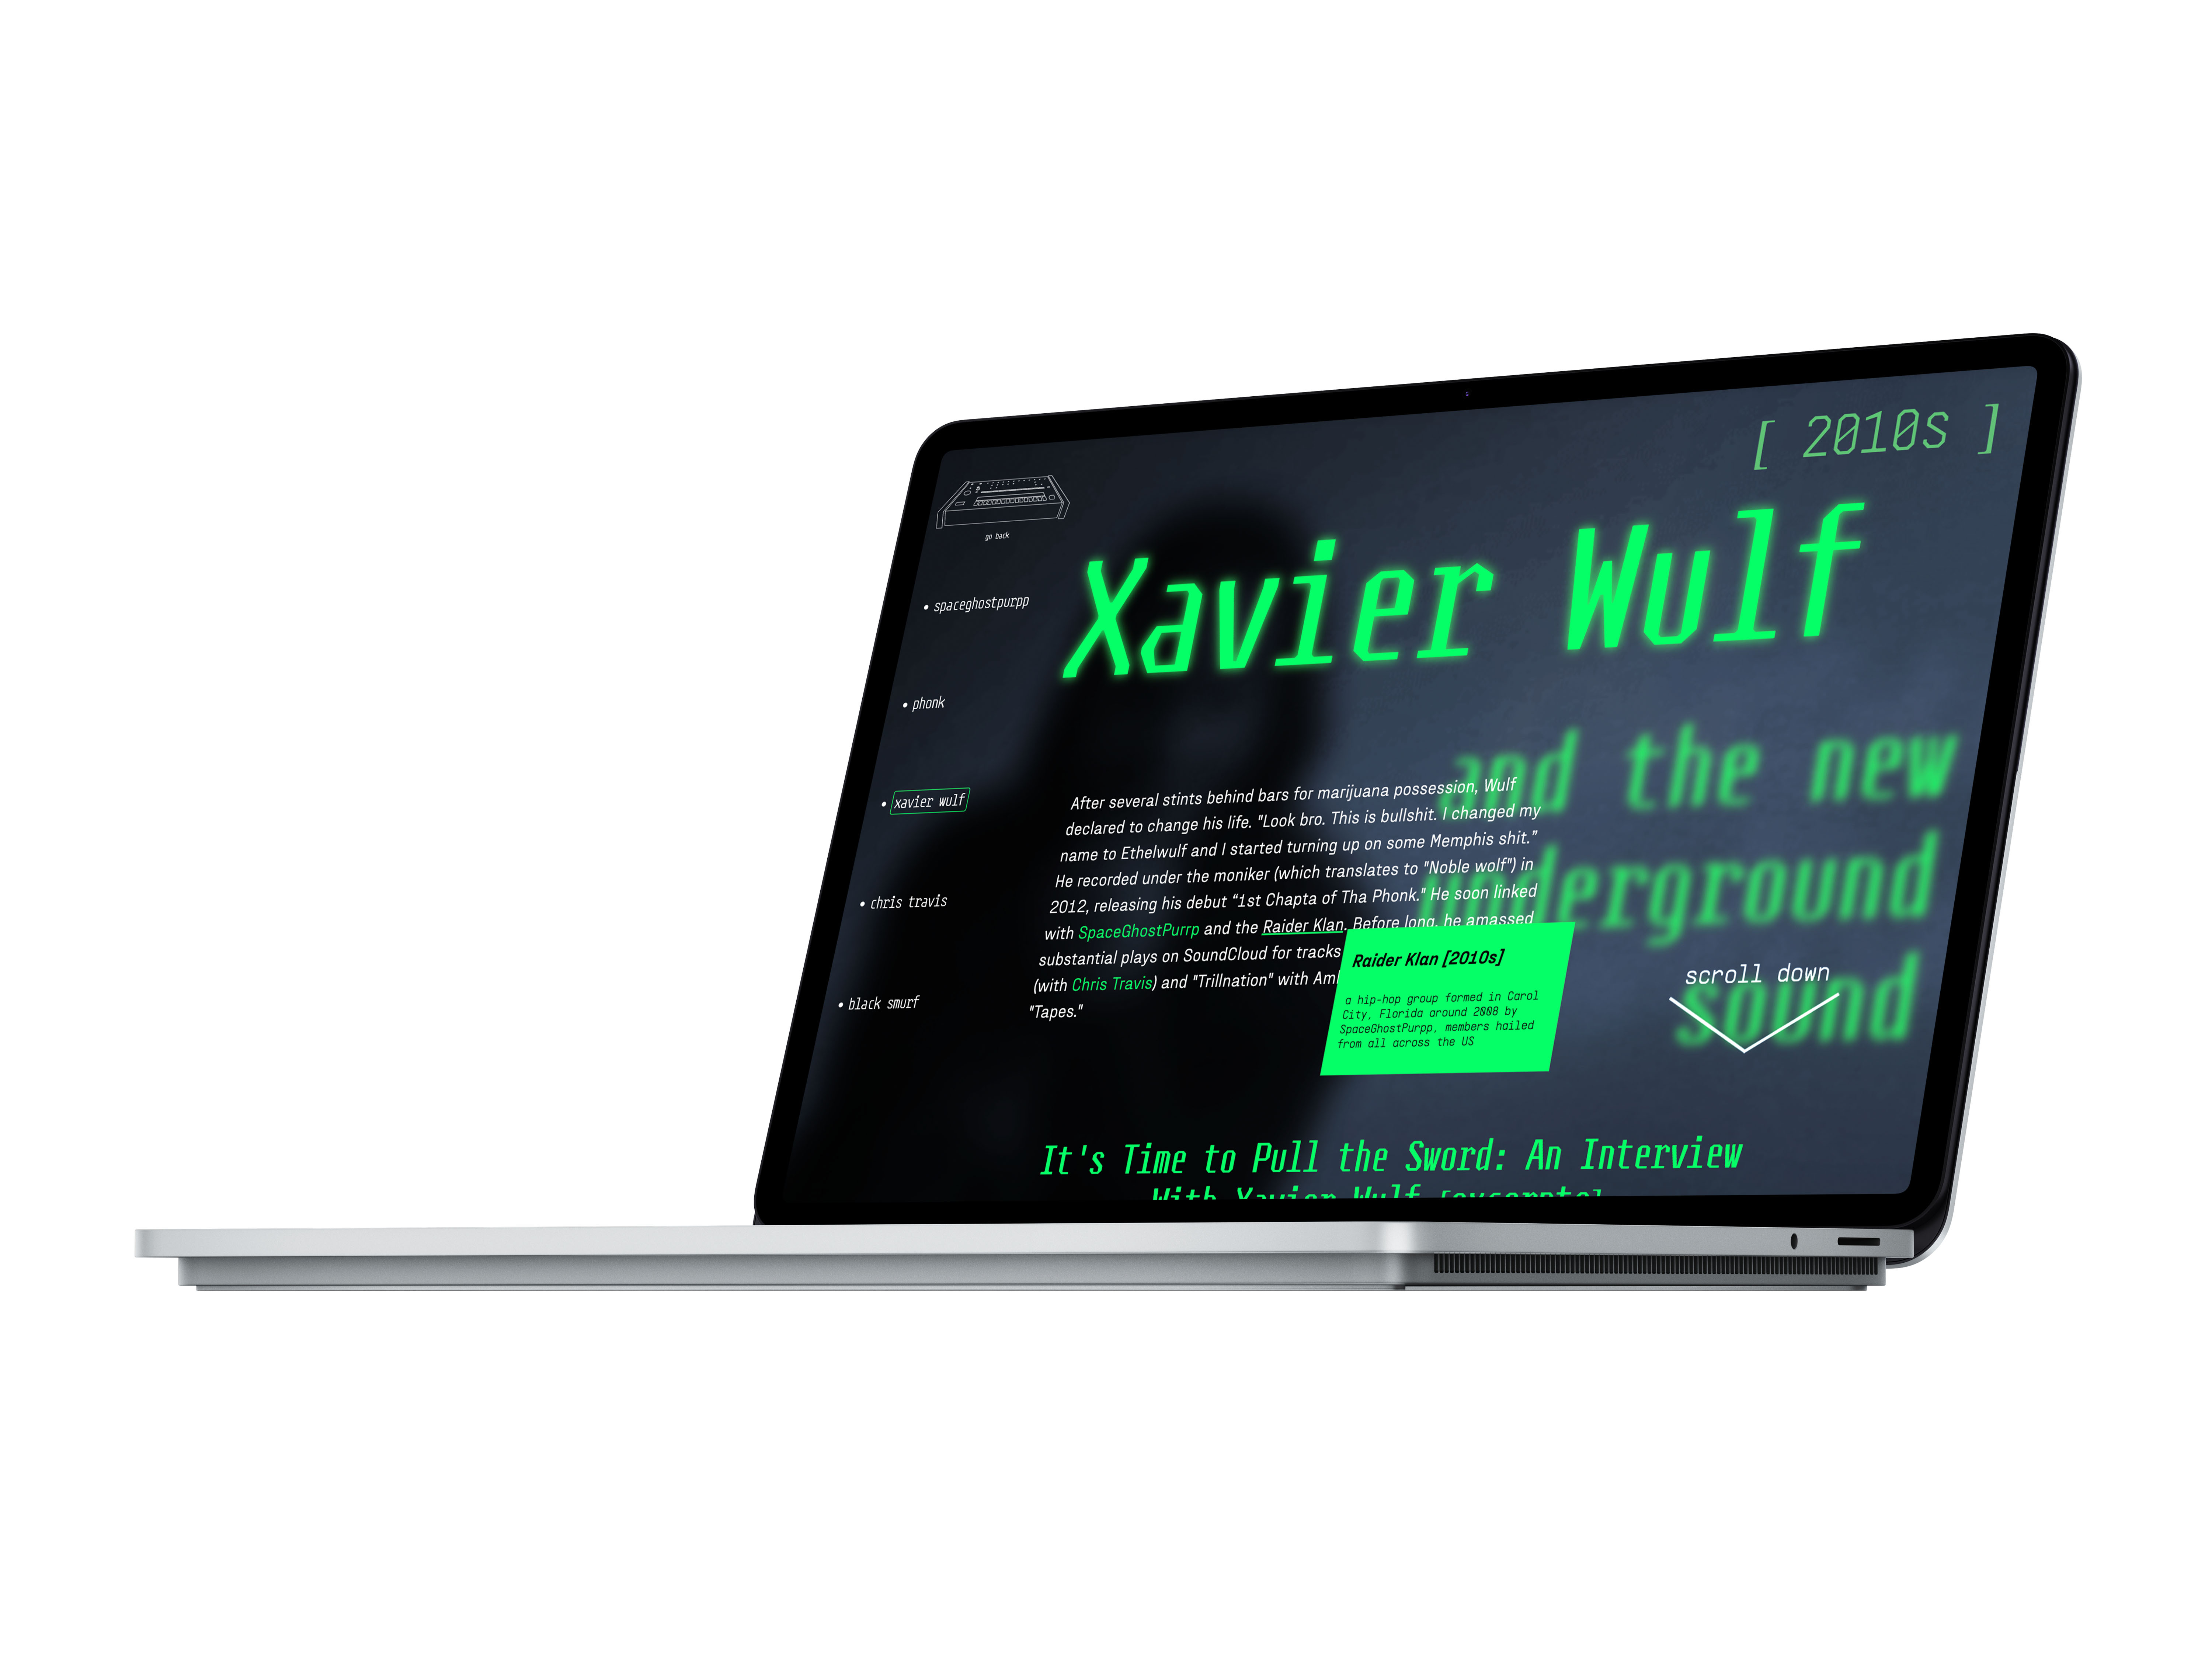 [ 2010s ]
go back
Xavier Wulf
and the new
underground
sound
• spaceghostpurpp
• phonk
• xavier wulf
• chris travis
• black smurf
After several stints behind bars for marijuana possession, Wulf
declared to change his life. "Look bro. This is bullshit. I changed my
name to Ethelwulf and I started turning up on some Memphis shit.”
He recorded under the moniker (which translates to "Noble wolf") in
2012, releasing his debut “1st Chapta of Tha Phonk." He soon linked
with SpaceGhostPurrp and the Raider Klan. Before long, he amassed
substantial plays on SoundCloud for tracks
(with Chris Travis) and "Trillnation" with
"Tapes."
Raider Klan [2010s]
a hip-hop group formed in Carol
City, Florida around 2008 by
SpaceGhostPurpp, members hailed
from all across the US
scroll down
It's Time to Pull the Sword: An Interview
With Xavier Wulf [excerpts]